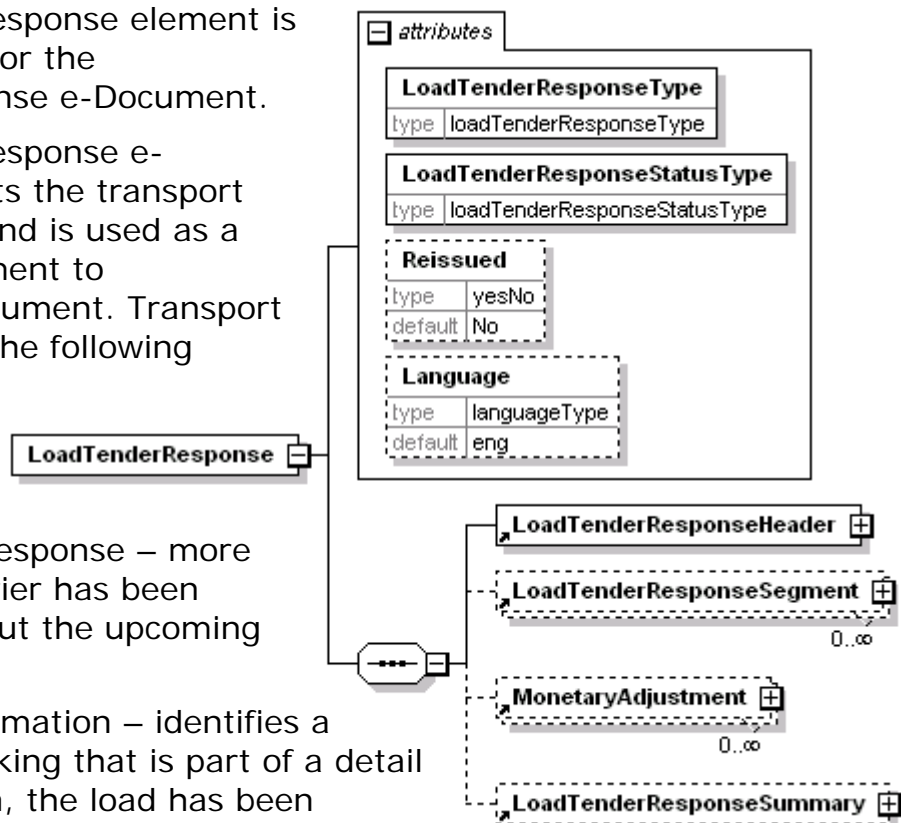 esponse element is
or the
nse e-Document.
esponse e-
ts the transport
nd is used as a
nent to
ument. Transport
he following
esponse – more
ier has been
ut the upcoming
rmation – identifies a
king that is part of a detail
, the load has been
attributes
LoadTenderResponseType
type loadTenderResponseType
LoadTenderResponseStatusType
type loadTenderResponseStatusType
Reissued
type yesNo
default No
Language
type languageType
default eng
LoadTenderResponse
LoadTenderResponseHeader
LoadTenderResponseSegment
0..∞
MonetaryAdjustment
0..∞
LoadTenderResponseSummary